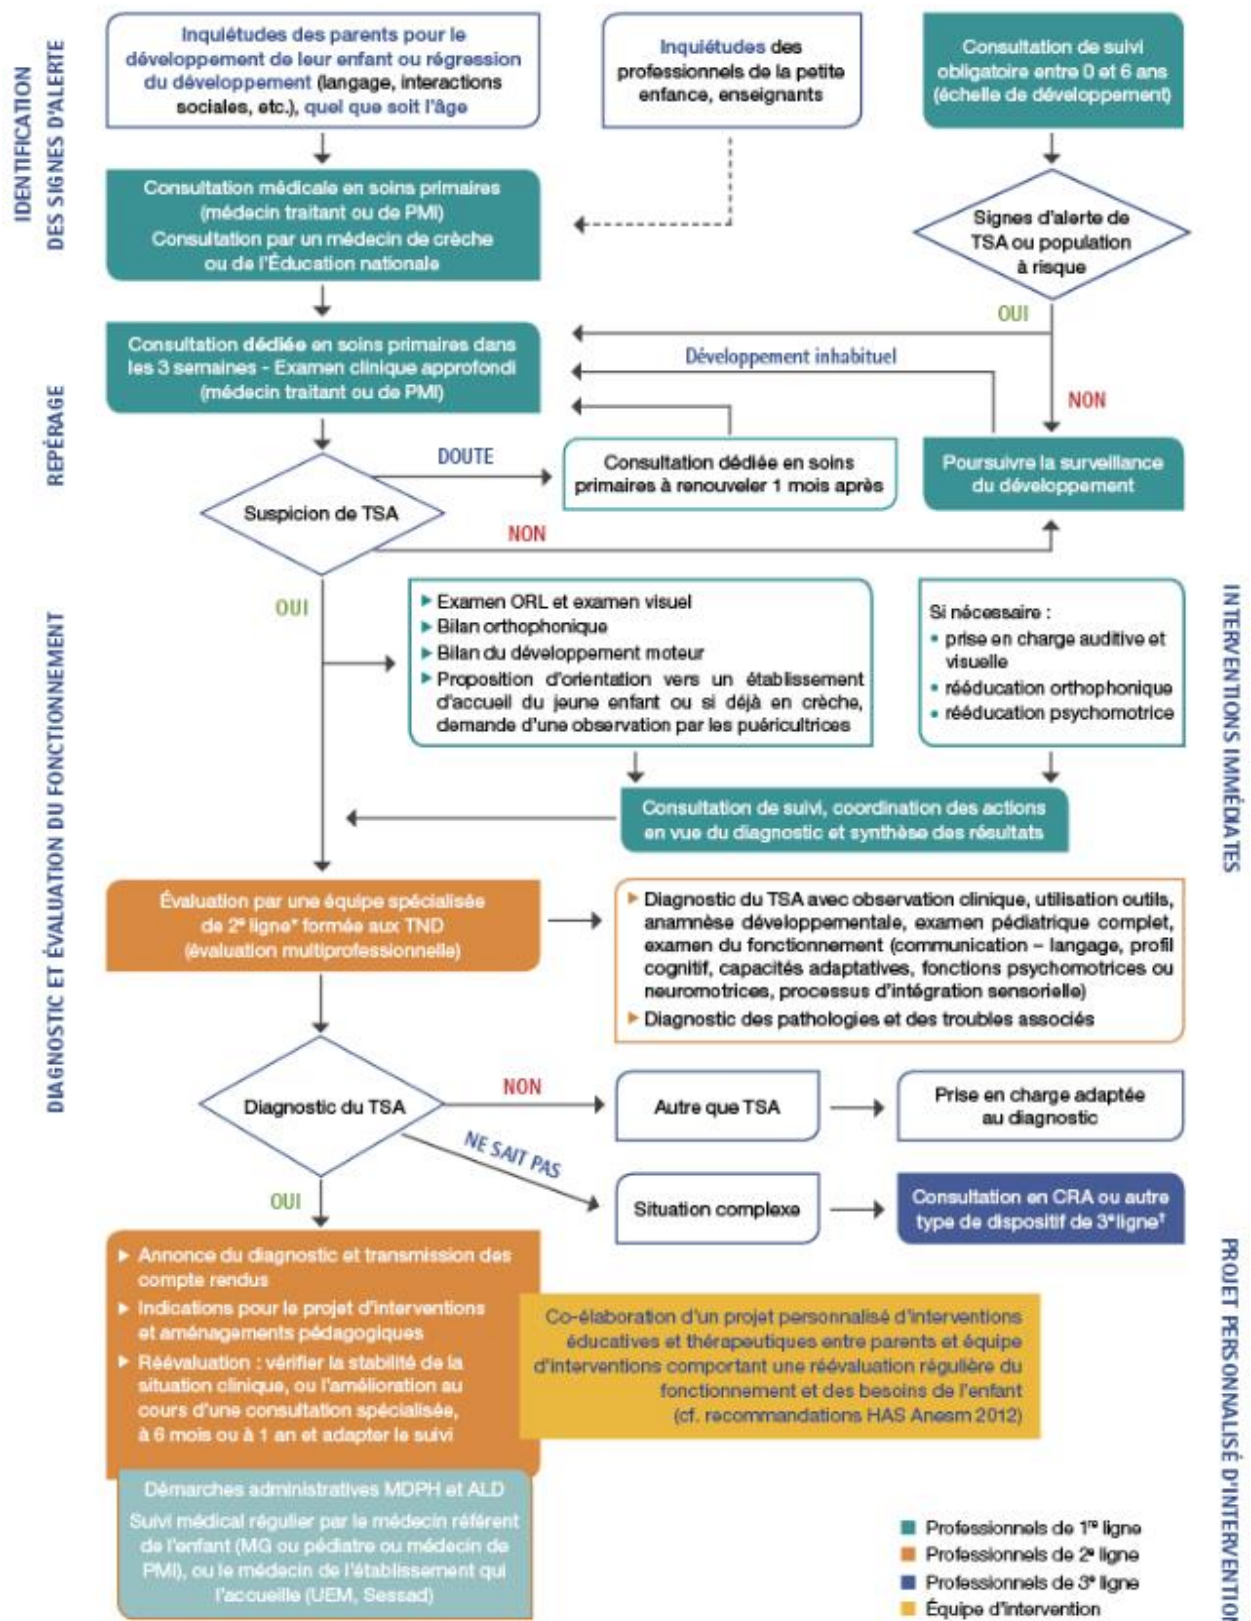 IDENTIFICATION
DES SIGNES D'ALERTE
Inquiétudes des parents pour le
développement de leur enfant ou régression
du développement (langage, interactions
sociales, etc.), quel que soit l'âge
Inquiétudes des
professionnels de la petite
enfance, enseignants
Consultation de suivi
obligatoire entre 0 et 6 ans
(échelle de développement)
Consultation médicale en soins primaires
(médecin traitant ou de PMI)
Consultation par un médecin de crèche
ou de l'Éducation nationale
Signes d'alerte de
TSA ou population
à risque
OUI
NON
REPÉRAGE
Consultation dédiée en soins primaires dans
les 3 semaines - Examen clinique approfondi
(médecin traitant ou de PMI)
Développement inhabituel
DOUTE
Consultation dédiée en soins
primaires à renouveler 1 mois après
Poursuivre la surveillance
du développement
Suspicion de TSA
NON
OUI
DIAGNOSTIC ET ÉVALUATION DU FONCTIONNEMENT
► Examen ORL et examen visuel
► Bilan orthophonique
► Bilan du développement moteur
► Proposition d'orientation vers un établissement
d'accueil du jeune enfant ou si déjà en crèche,
demande d'une observation par les puéricultrices
Si nécessaire :
• prise en charge auditive et
visuelle
• rééducation orthophonique
• rééducation psychomotrice
INTERVENTIONS IMMÉDIATES
Consultation de suivi, coordination des actions
en vue du diagnostic et synthèse des résultats
Évaluation par une équipe spécialisée
de 2e ligne* formée aux TND
(évaluation multiprofessionnelle)
► Diagnostic du TSA avec observation clinique, utilisation outils,
anamnèse développementale, examen pédiatrique complet,
examen du fonctionnement (communication – langage, profil
cognitif, capacités adaptatives, fonctions psychomotrices ou
neuromotrices, processus d'intégration sensorielle)
► Diagnostic des pathologies et des troubles associés
Diagnostic du TSA
NON
Autre que TSA
Prise en charge adaptée
au diagnostic
NE SAIT PAS
Situation complexe
Consultation en CRA ou autre
type de dispositif de 3e ligne†
OUI
► Annonce du diagnostic et transmission des
compte rendus
► Indications pour le projet d'interventions
et aménagements pédagogiques
► Réévaluation : vérifier la stabilité de la
situation clinique, ou l'amélioration au
cours d'une consultation spécialisée,
à 6 mois ou à 1 an et adapter le suivi
Co-élaboration d'un projet personnalisé d'interventions
éducatives et thérapeutiques entre parents et équipe
d'interventions comportant une réévaluation régulière du
fonctionnement et des besoins de l'enfant
(cf. recommandations HAS Anesm 2012)
PROJET PERSONNALISÉ D'INTERVENTION
Démarches administratives MDPH et ALD
Suivi médical régulier par le médecin référent
de l'enfant (MG ou pédiatre ou médecin de
PMI), ou le médecin de l'établissement qui
l'accueille (UEM, Sessad)
Professionnels de 1re ligne
Professionnels de 2e ligne
Professionnels de 3e ligne
Équipe d'intervention